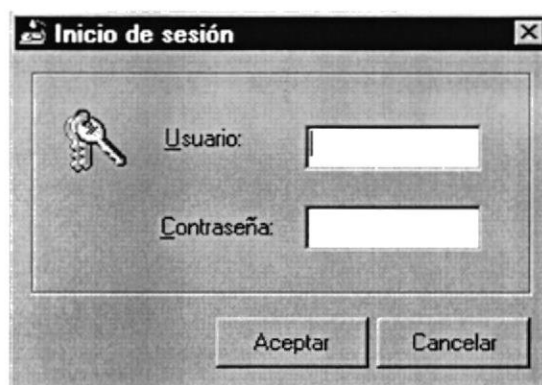 Inicio de sesión
Usuario:
Contraseña:
Aceptar
Cancelar